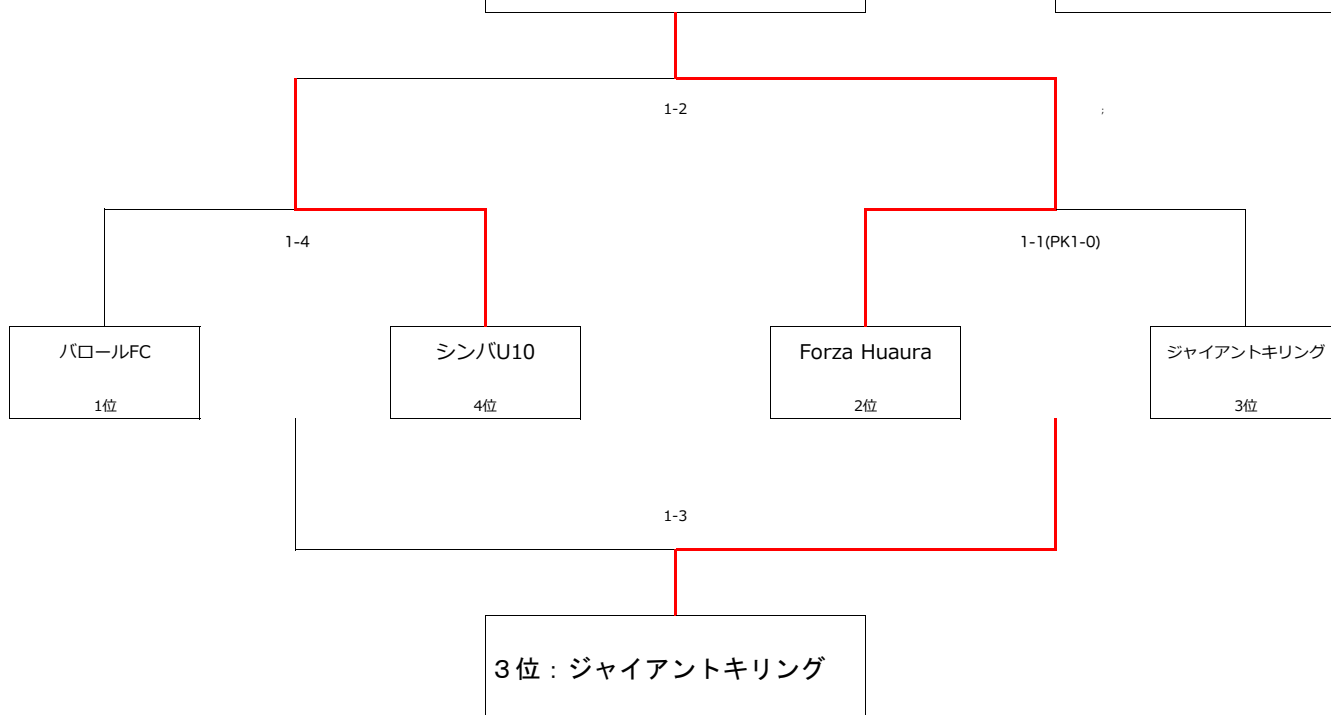 1-2
;
1-4
1-1(PK1-0)
バロールFC
シンバU10
Forza Huaura
ジャイアントキリング
1位
4位
2位
3位
1-3
3位：ジャイアントキリング